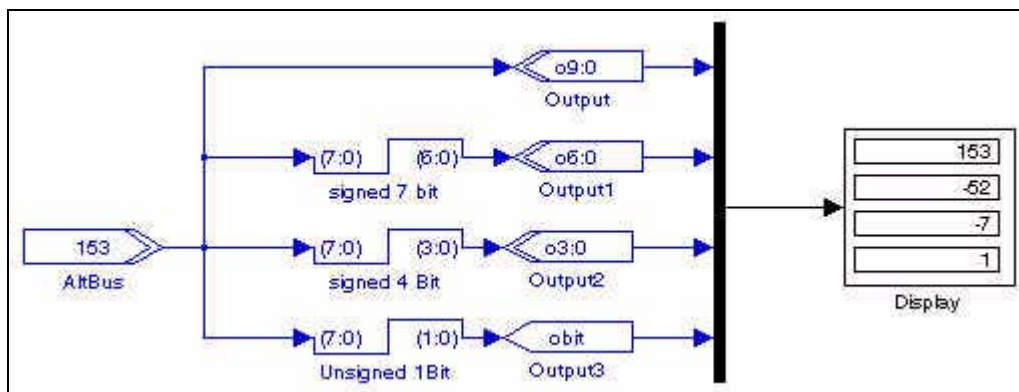 o9:0
Output
(7:0) (6:0) o6:0
signed 7 bit Output1
153
AltBus
(7:0) (3:0) o3:0
signed 4 Bit Output2
(7:0) (1:0) obit
Unsigned 1Bit Output3
153
-52
-7
1
Display